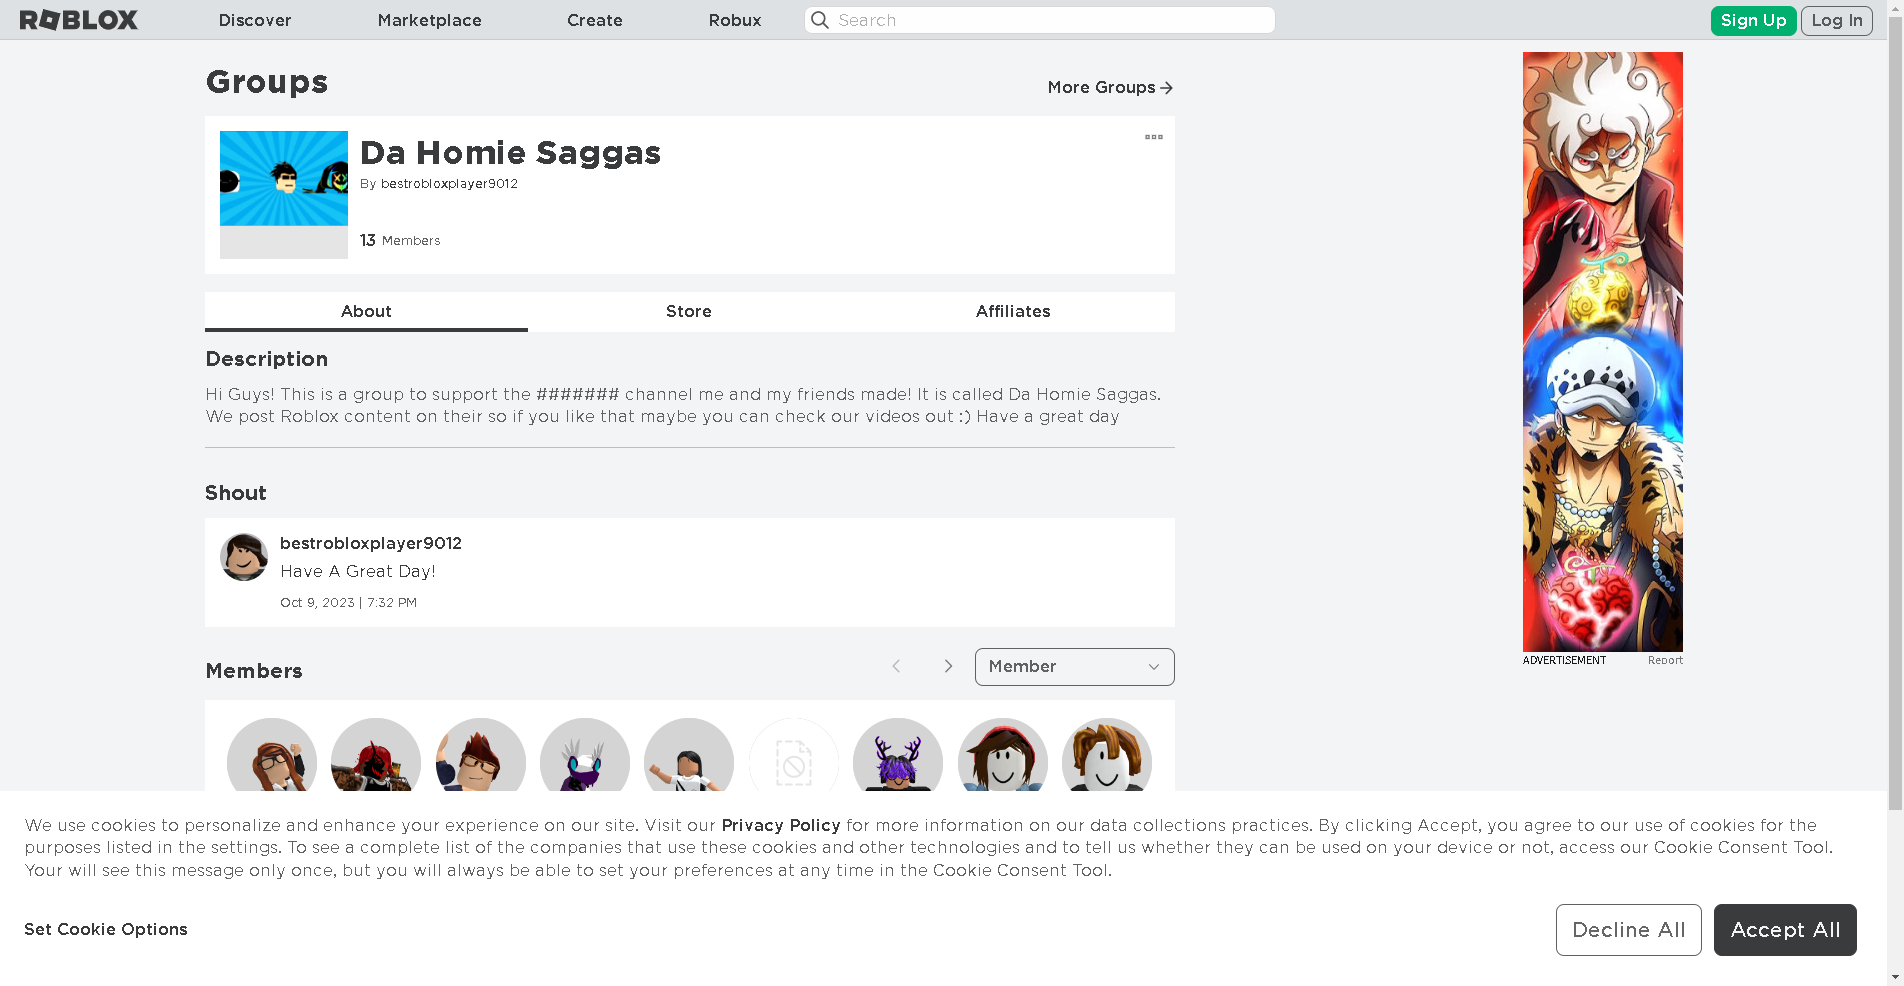 ROBLOX
Discover
Marketplace
Create
Robux
Search
Sign Up
Log In
Groups
More Groups
Da Homie Saggas
By bestrobloxplayer9012
13 Members
About
Store
Affiliates
Description
Hi Guys! This is a group to support the ####### channel me and my friends made! It is called Da Homie Saggas.
We post Roblox content on their so if you like that maybe you can check our videos out :) Have a great day
Shout
bestrobloxplayer9012
Have A Great Day!
Oct 9, 2023 | 7:32 PM
ADVERTISEMENT
Report
Members
Member
We use cookies to personalize and enhance your experience on our site. Visit our Privacy Policy for more information on our data collections practices. By clicking Accept, you agree to our use of cookies for the
purposes listed in the settings. To see a complete list of the companies that use these cookies and other technologies and to tell us whether they can be used on your device or not, access our Cookie Consent Tool.
Your will see this message only once, but you will always be able to set your preferences at any time in the Cookie Consent Tool.
Set Cookie Options
Decline All
Accept All